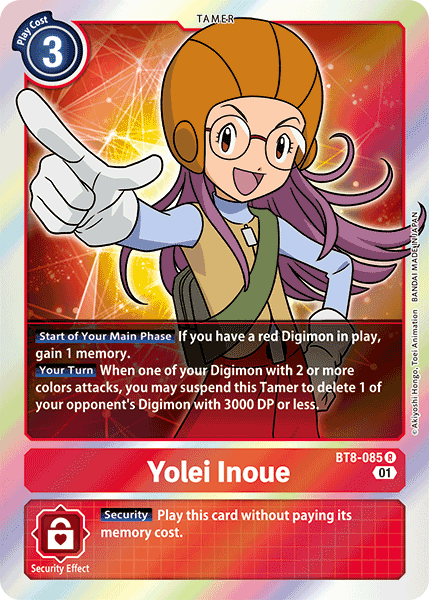 TAMER
Play Cost
3
Start of Your Main Phase If you have a red Digimon in play,
gain 1 memory.
Your Turn When one of your Digimon with 2 or more
colors attacks, you may suspend this Tamer to delete 1 of
your opponent's Digimon with 3000 DP or less.
©Akiyoshi Hongo, Toei Animation BANDAI MADE IN JAPAN
BT8-085 R
Yolei Inoue
01
Security Play this card without paying its
memory cost.
Security Effect